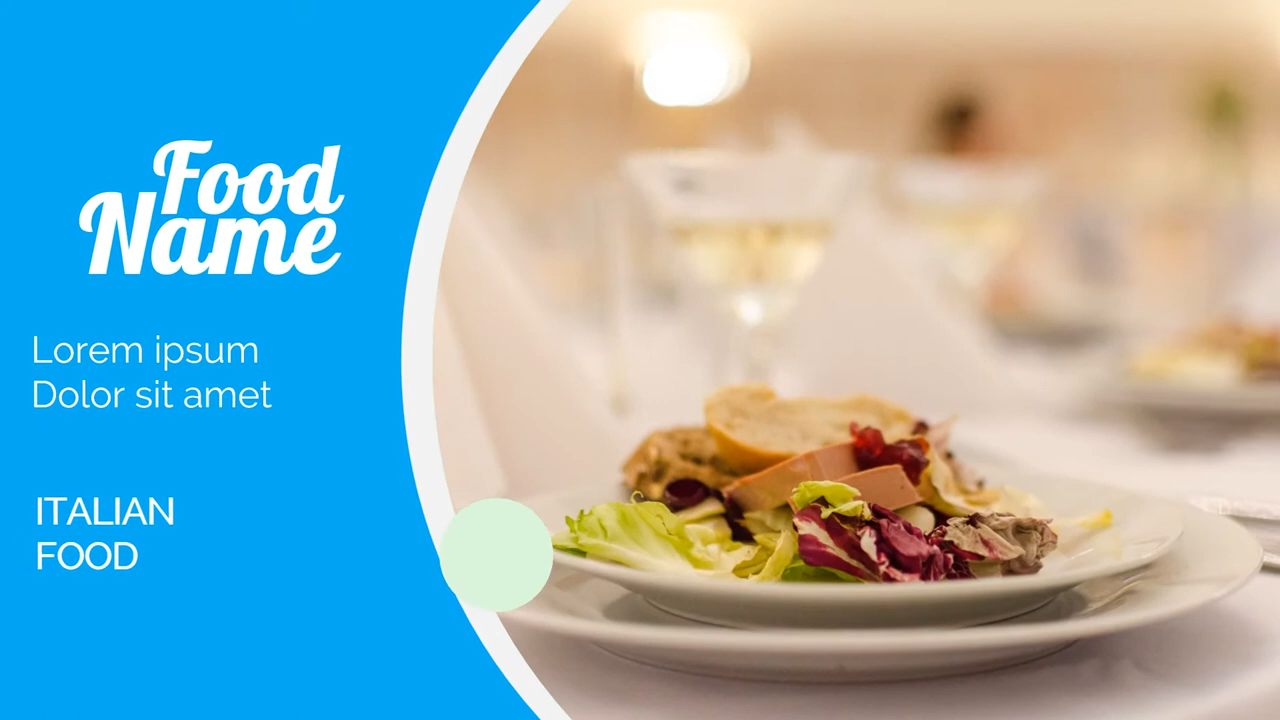 Food
Name
Lorem ipsum
Dolor sit amet
ITALIAN
FOOD